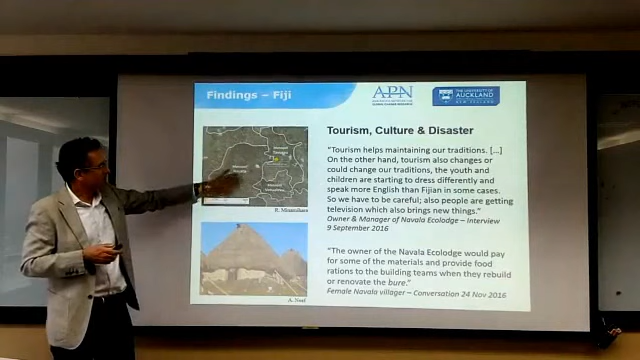 Findings – Fiji
APN
THE UNIVERSITY OF
AUCKLAND
NEW ZEALAND
Tourism, Culture & Disaster
"Tourism helps maintaining our traditions. [...]
On the other hand, tourism also changes or
could change our traditions, the youth and
children are starting to dress differently and
speak more English than Fijian in some cases.
So we have to be careful; also people are getting
television which also brings new things."
Owner & Manager of Navala Ecolodge – Interview
9 September 2016
"The owner of the Navala Ecolodge would pay
for some of the materials and provide food
rations to the building teams when they rebuild
or renovate the bure."
Female Navala villager – Conversation 24 Nov 2016
A. Neef